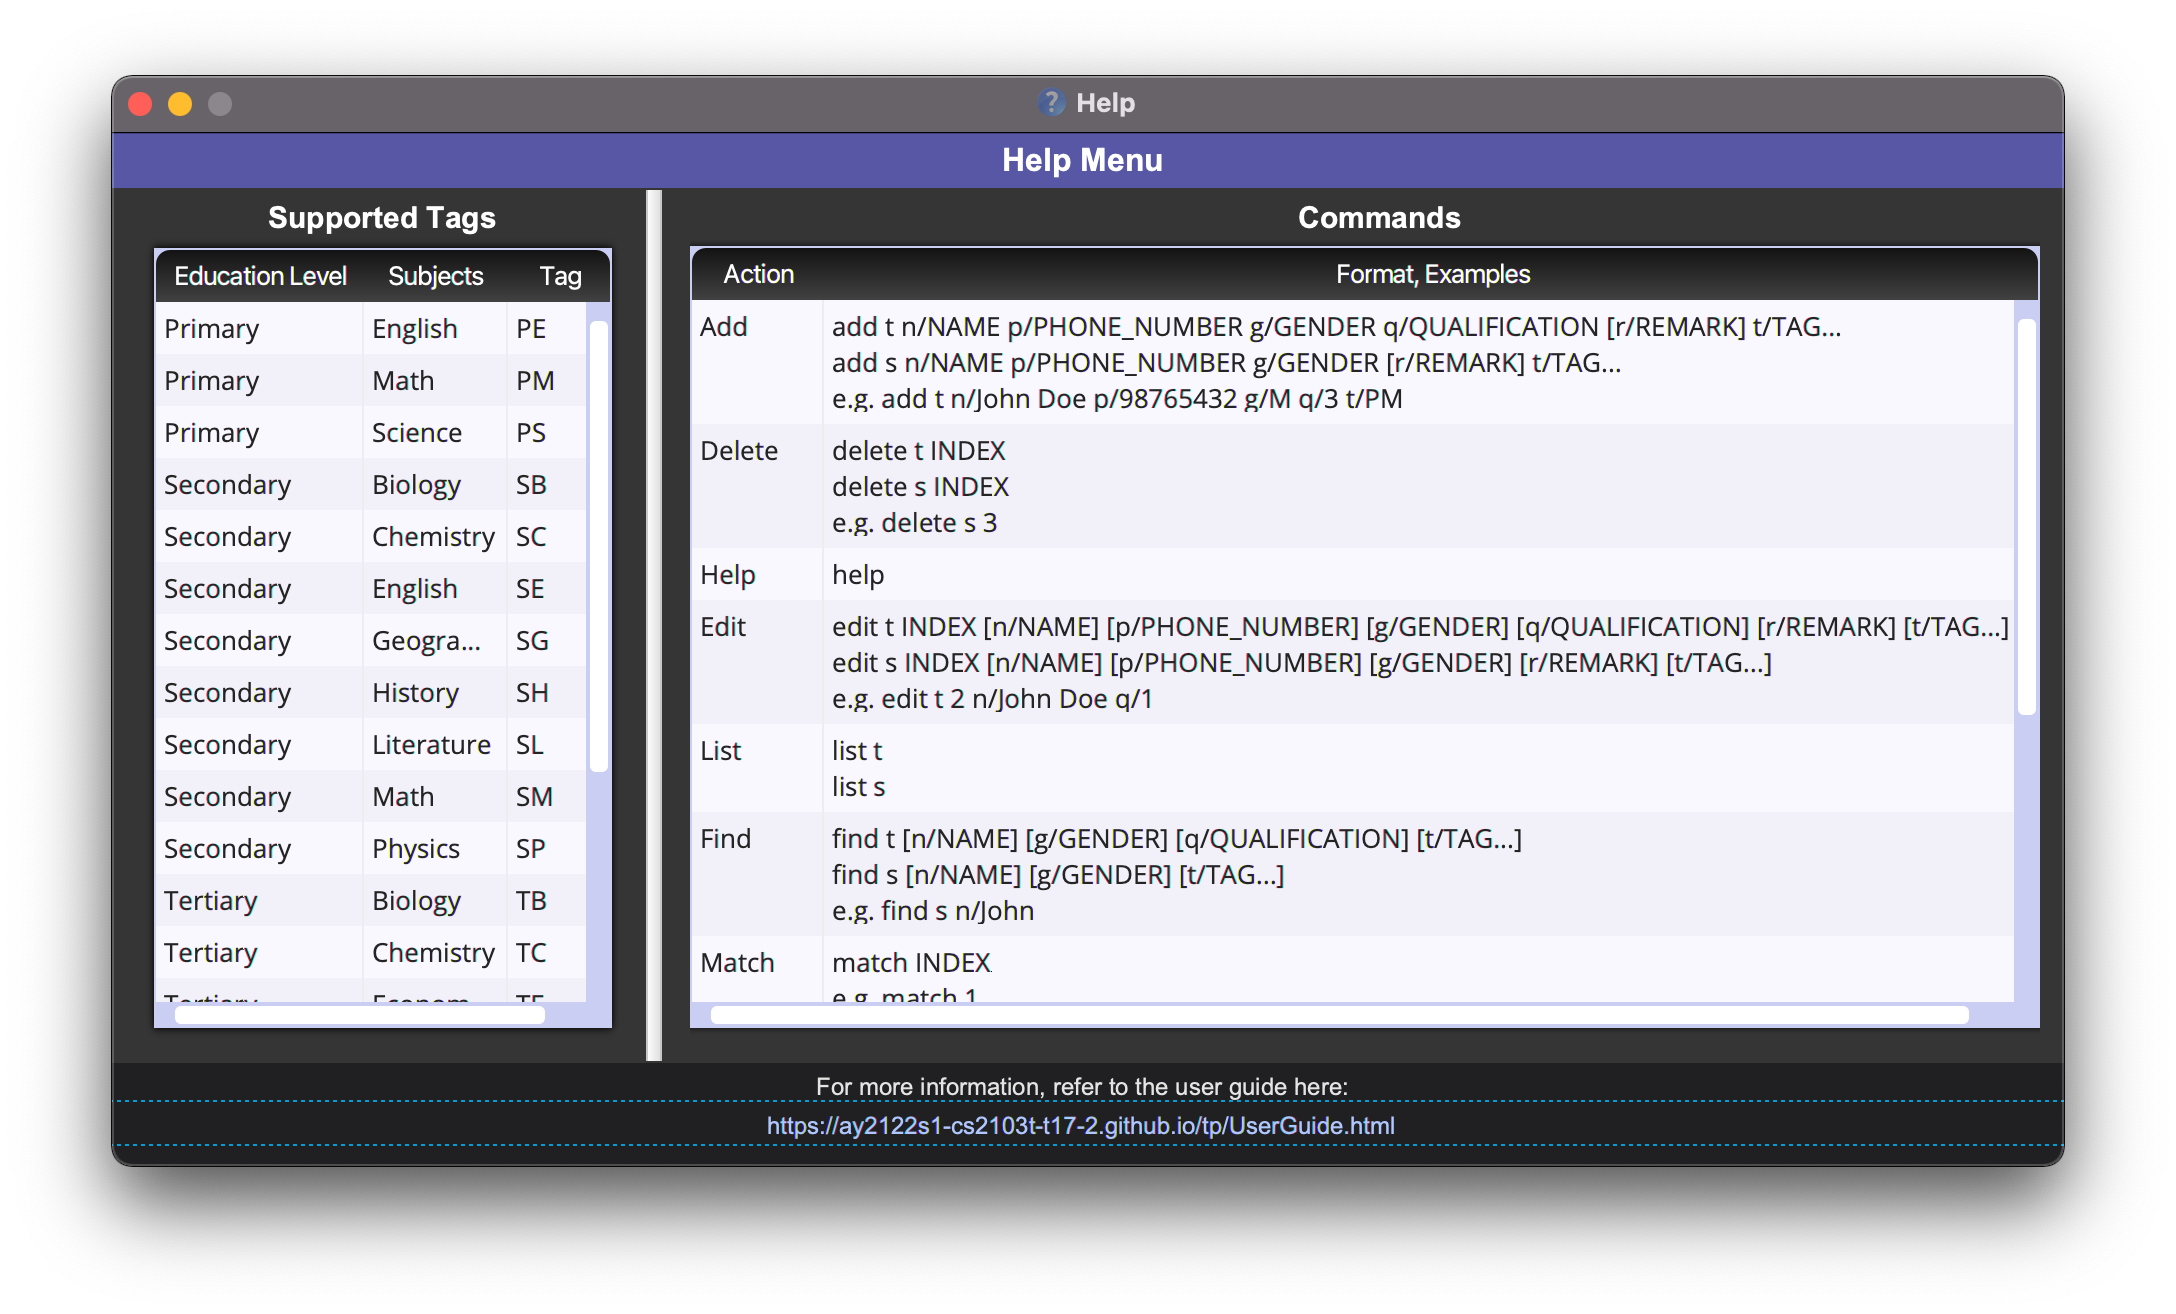 Help
Help Menu
Supported Tags
Education Level Subjects Tag
Primary English PE
Primary Math PM
Primary Science PS
Secondary Biology SB
Secondary Chemistry SC
Secondary English SE
Secondary Geogra...  SG
Secondary History SH
Secondary Literature SL
Secondary Math SM
Secondary Physics SP
Tertiary Biology TB
Tertiary Chemistry TC
Tertiary Econom... TE
Commands
Action Format, Examples
Add add t n/NAME p/PHONE_NUMBER g/GENDER q/QUALIFICATION [r/REMARK] t/TAG...
add s n/NAME p/PHONE_NUMBER g/GENDER [r/REMARK] t/TAG...
e.g. add t n/John Doe p/98765432 g/M q/3 t/PM
Delete delete t INDEX
delete s INDEX
e.g. delete s 3
Help help
Edit edit t INDEX [n/NAME] [p/PHONE_NUMBER] [g/GENDER] [q/QUALIFICATION] [r/REMARK] [t/TAG...]
edit s INDEX [n/NAME] [p/PHONE_NUMBER] [g/GENDER] [r/REMARK] [t/TAG...]
e.g. edit t 2 n/John Doe q/1
List list t
list s
Find find t [n/NAME] [g/GENDER] [q/QUALIFICATION] [t/TAG...]
find s [n/NAME] [g/GENDER] [t/TAG...]
e.g. find s n/John
Match match INDEX
e.g. match 1
For more information, refer to the user guide here:
https://ay2122s1-cs2103t-t17-2.github.io/tp/UserGuide.html